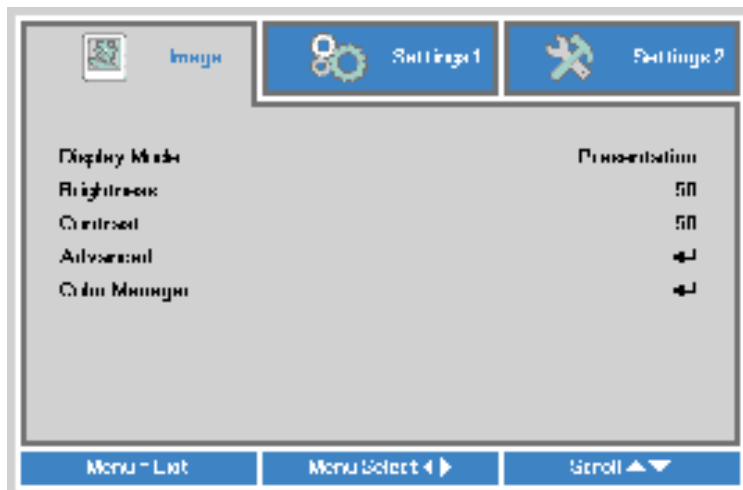 Image
Settings 1
Settings 2
Display Mode Presentation
Brightness 50
Contrast 50
Advanced ↵
Color Manager ↵
Menu = Exit
Menu Select ◀ ▶
Scroll ▲▼